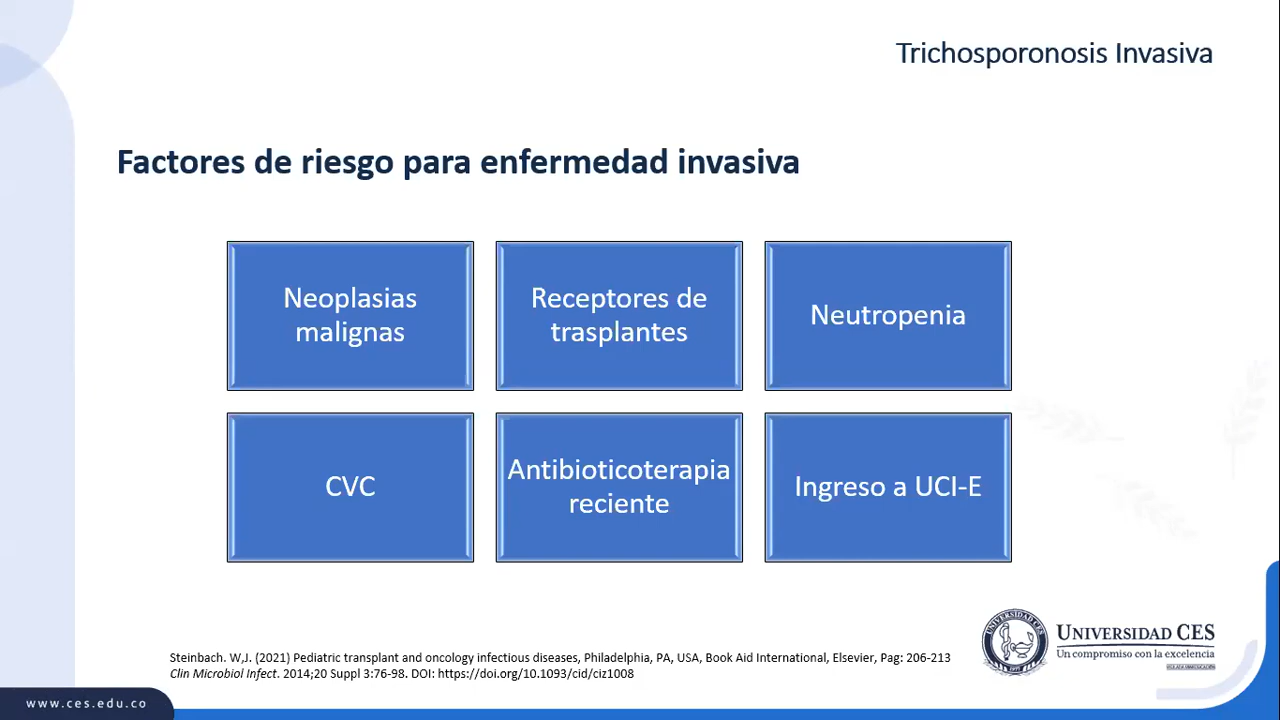 Trichosporonosis Invasiva
Factores de riesgo para enfermedad invasiva
Neoplasias
malignas
Receptores de
trasplantes
Neutropenia
CVC
Antibioticoterapia
reciente
Ingreso a UCI-E
Steinbach. W,J. (2021) Pediatric transplant and oncology infectious diseases, Philadelphia, PA, USA, Book Aid International, Elsevier, Pag: 206-213
Clin Microbiol Infect. 2014;20 Suppl 3:76-98. DOI: https://doi.org/10.1093/cid/ciz1008
UNIVERSIDAD CES
Un compromiso con la excelencia
www.ces.edu.co